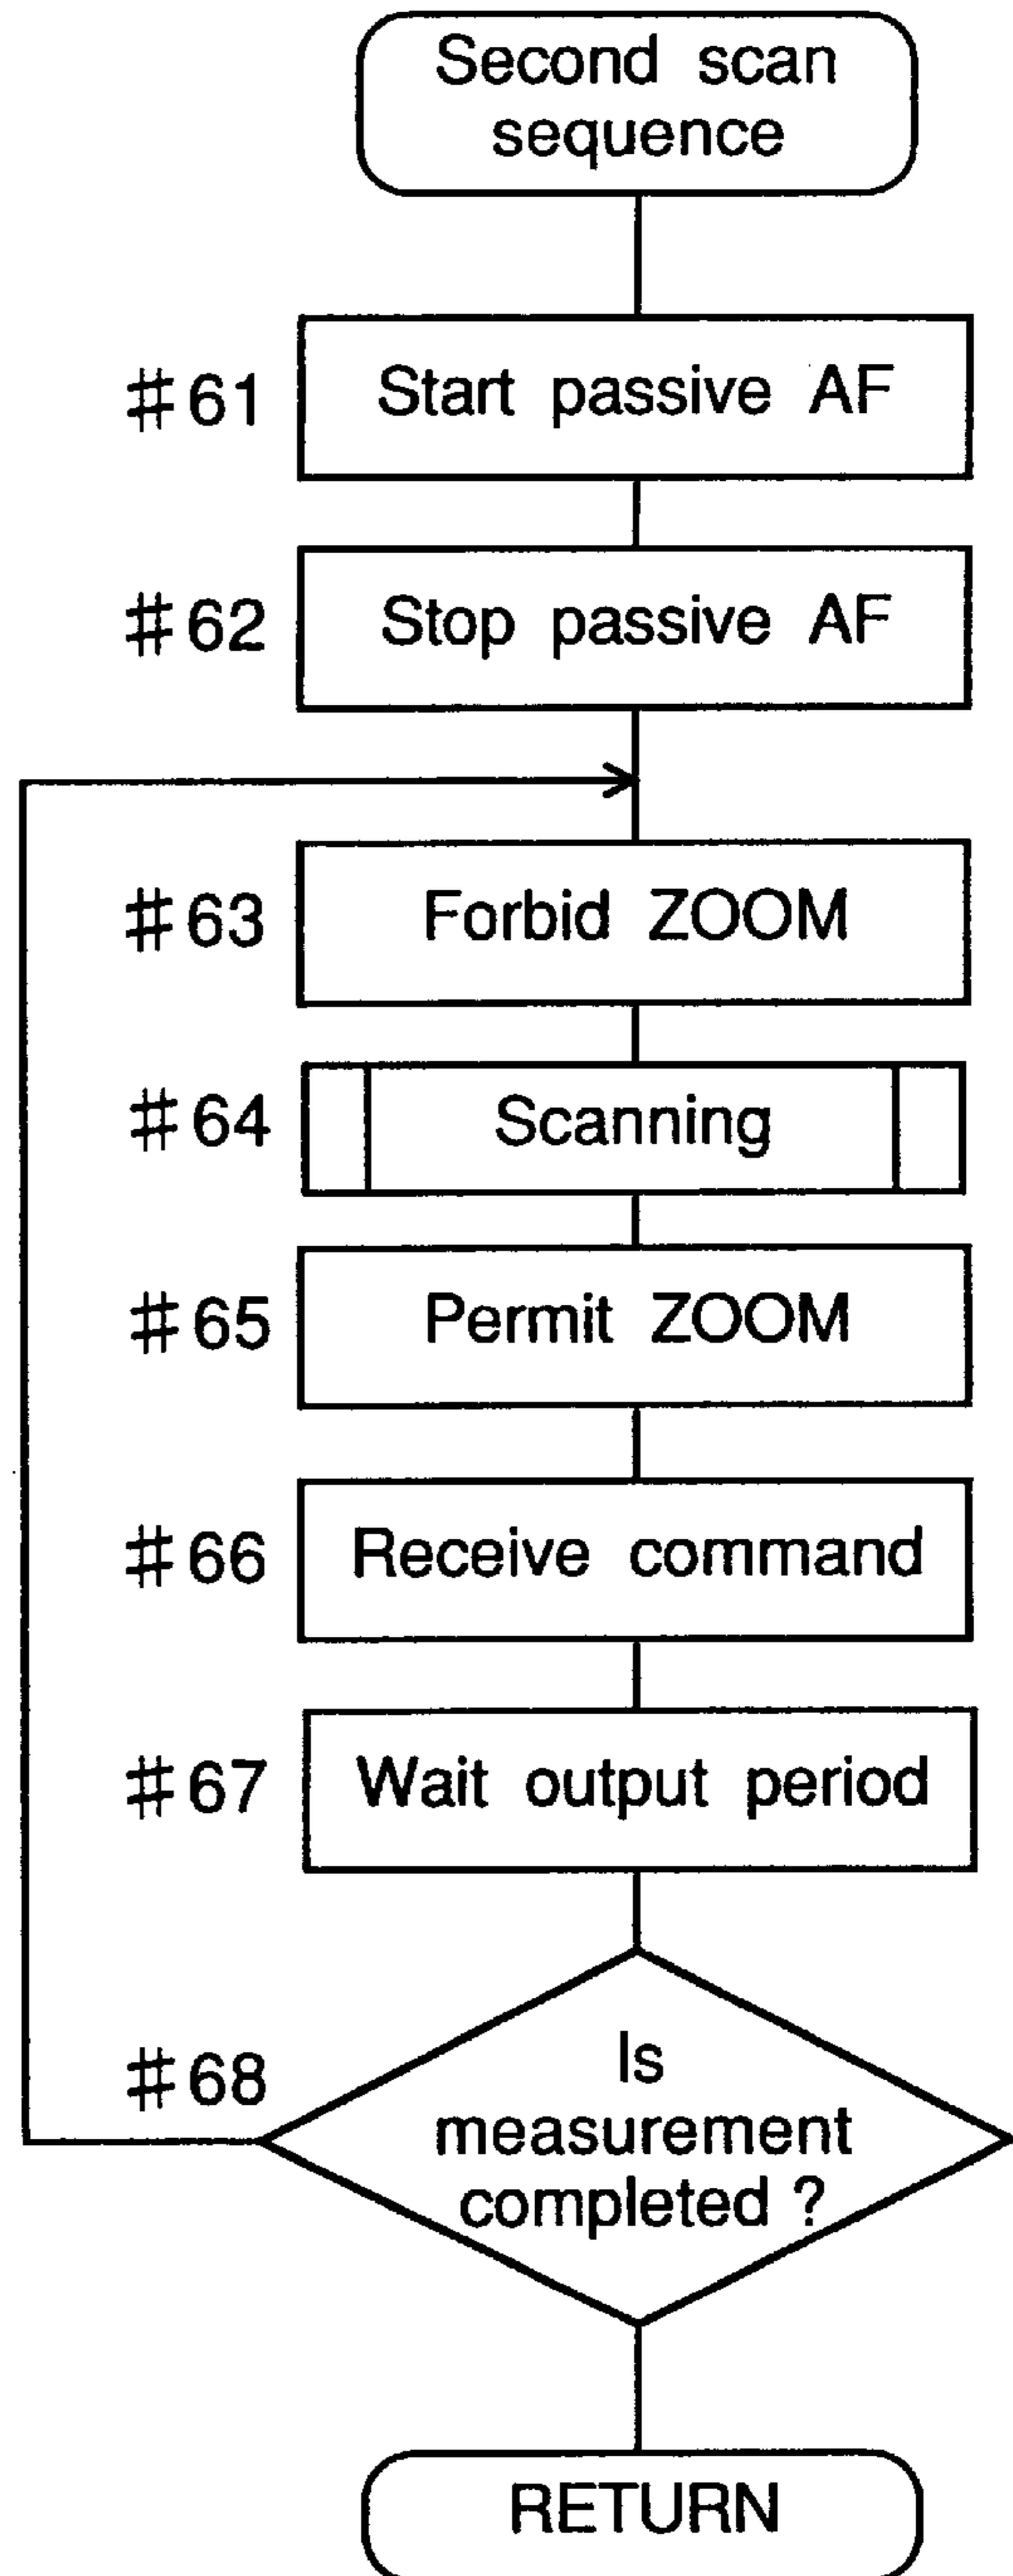 Second scan
sequence
#61 Start passive AF
#62 Stop passive AF
#63 Forbid ZOOM
#64 Scanning
#65 Permit ZOOM
#66 Receive command
#67 Wait output period
#68
Is
measurement
completed ?
RETURN